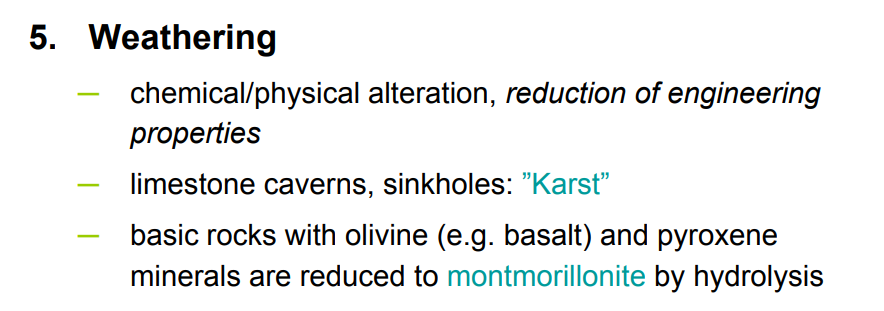 5. Weathering
— chemical/physical alteration, reduction of engineering
properties
— limestone caverns, sinkholes: ”Karst”
— basic rocks with olivine (e.g. basalt) and pyroxene
minerals are reduced to montmorillonite by hydrolysis